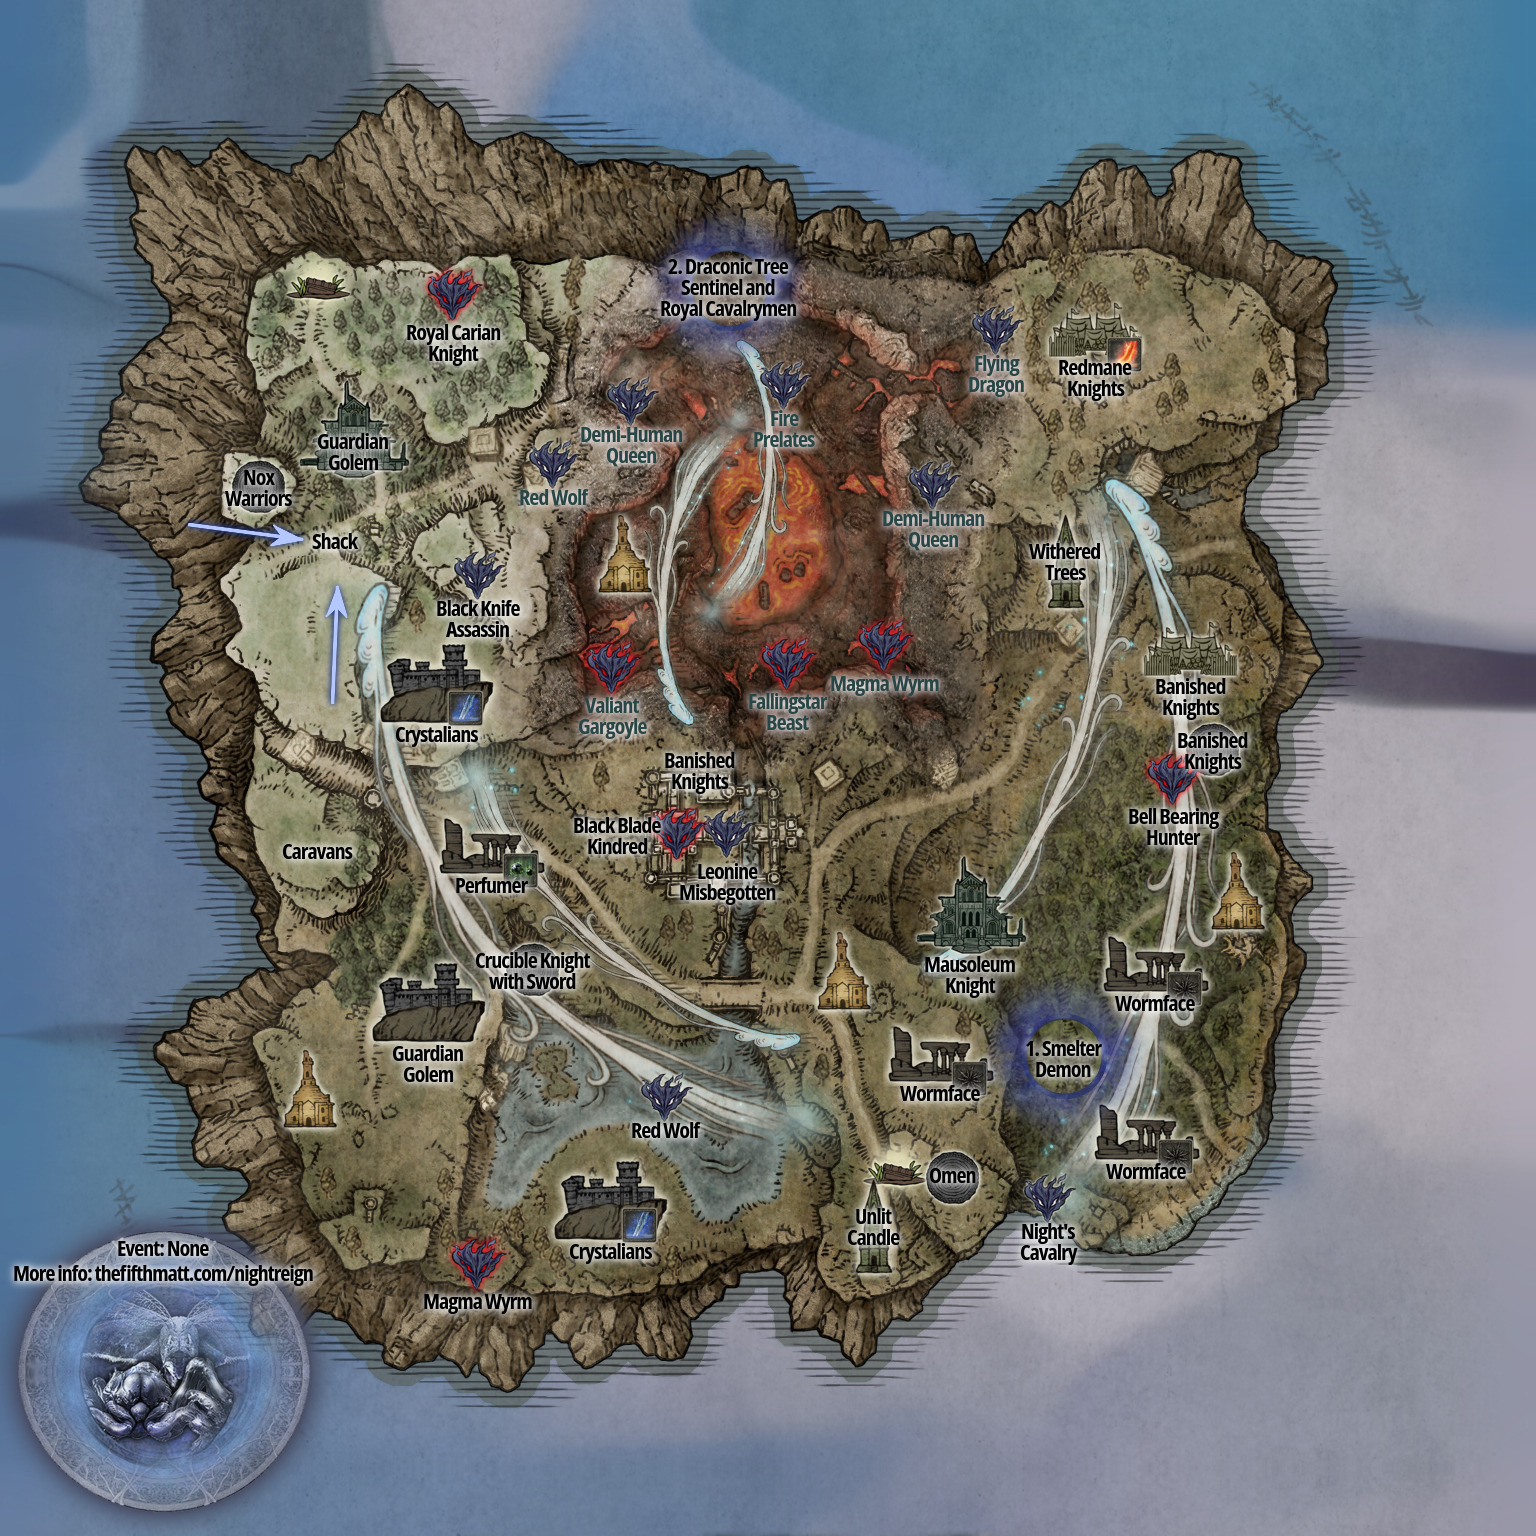 2. Draconic Tree
Sentinel and
Royal Cavalrymen
Royal Carian
Knight
Flying
Dragon
Redmane
Knights
Guardian
Golem
Demi-Human
Queen
Fire
Prelates
Nox
Warriors
Red Wolf
Demi-Human
Queen
Shack
Withered
Trees
Black Knife
Assassin
Crystalians
Valiant
Gargoyle
Fallingstar
Beast
Magma Wyrm
Banished
Knights
Banished
Knights
Banished
Knights
Black Blade
Kindred
Leonine
Misbegotten
Bell Bearing
Hunter
Caravans
Perfumer
Crucible Knight
with Sword
Mausoleum
Knight
Wormface
Guardian
Golem
1. Smelter
Demon
Wormface
Red Wolf
Wormface
Omen
Unlit
Candle
Night's
Cavalry
Crystalians
Magma Wyrm
Event: None
More info: thefifthmatt.com/nightreign